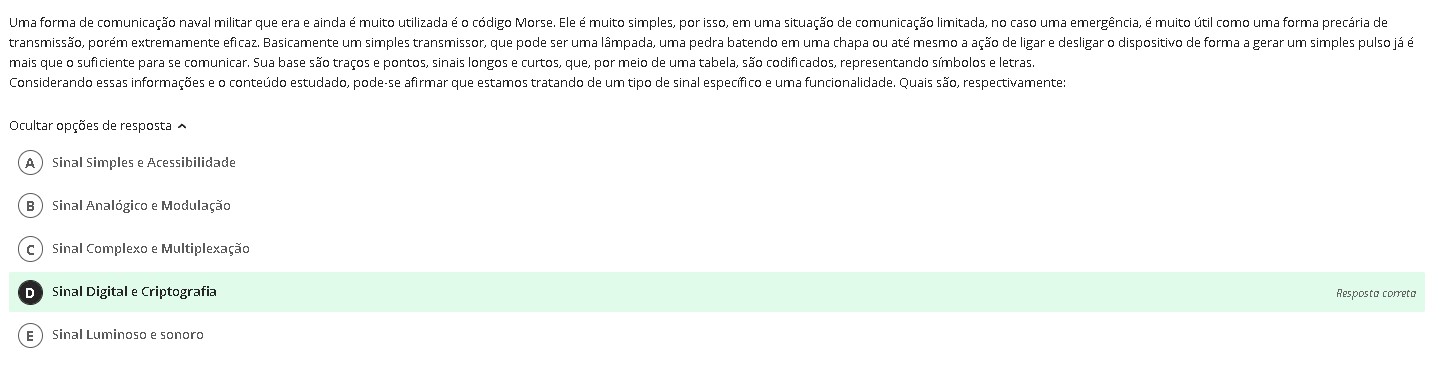 Uma forma de comunicação naval militar que era e ainda é muito utilizada é o código Morse. Ele é muito simples, por isso, em uma situação de comunicação limitada, no caso uma emergência, é muito útil como uma forma precária de
transmissão, porém extremamente eficaz. Basicamente um simples transmissor, que pode ser uma lâmpada, uma pedra batendo em uma chapa ou até mesmo a ação de ligar e desligar o dispositivo de forma a gerar um simples pulso já é
mais que o suficiente para se comunicar. Sua base são traços e pontos, sinais longos e curtos, que, por meio de uma tabela, são codificados, representando símbolos e letras.
Considerando essas informações e o conteúdo estudado, pode-se afirmar que estamos tratando de um tipo de sinal específico e uma funcionalidade. Quais são, respectivamente:
Ocultar opções de resposta
A Sinal Simples e Acessibilidade
B Sinal Analógico e Modulação
C Sinal Complexo e Multiplexação
D Sinal Digital e Criptografia Resposta correta
E Sinal Luminoso e sonoro